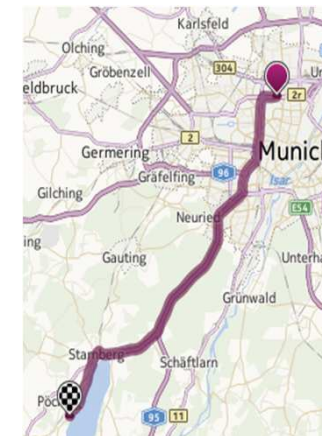 Karlsfeld
Olching
304
Gröbenzell
eldbruck
2r
2
Germering
Munic
Gräfelfing
96
Isar
Gilching
E54
Neuried
ing
Gauting
Unterha
Grünwald
Starnberg
Schäftlarn
Pöc
95
11